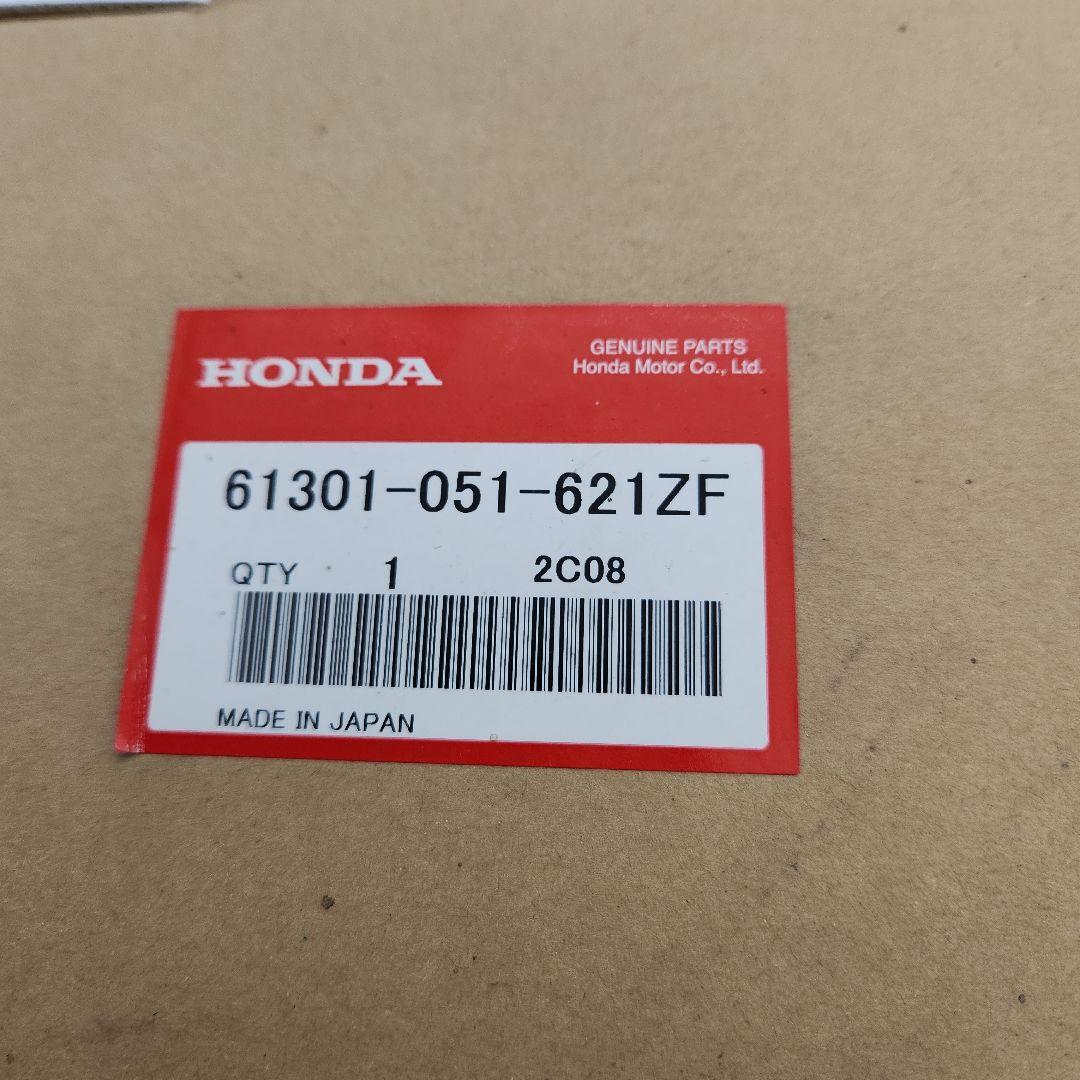 HONDA
GENUINE PARTS
Honda Motor Co., Ltd.
61301-051-621ZF
QTY 1 2C08
MADE IN JAPAN